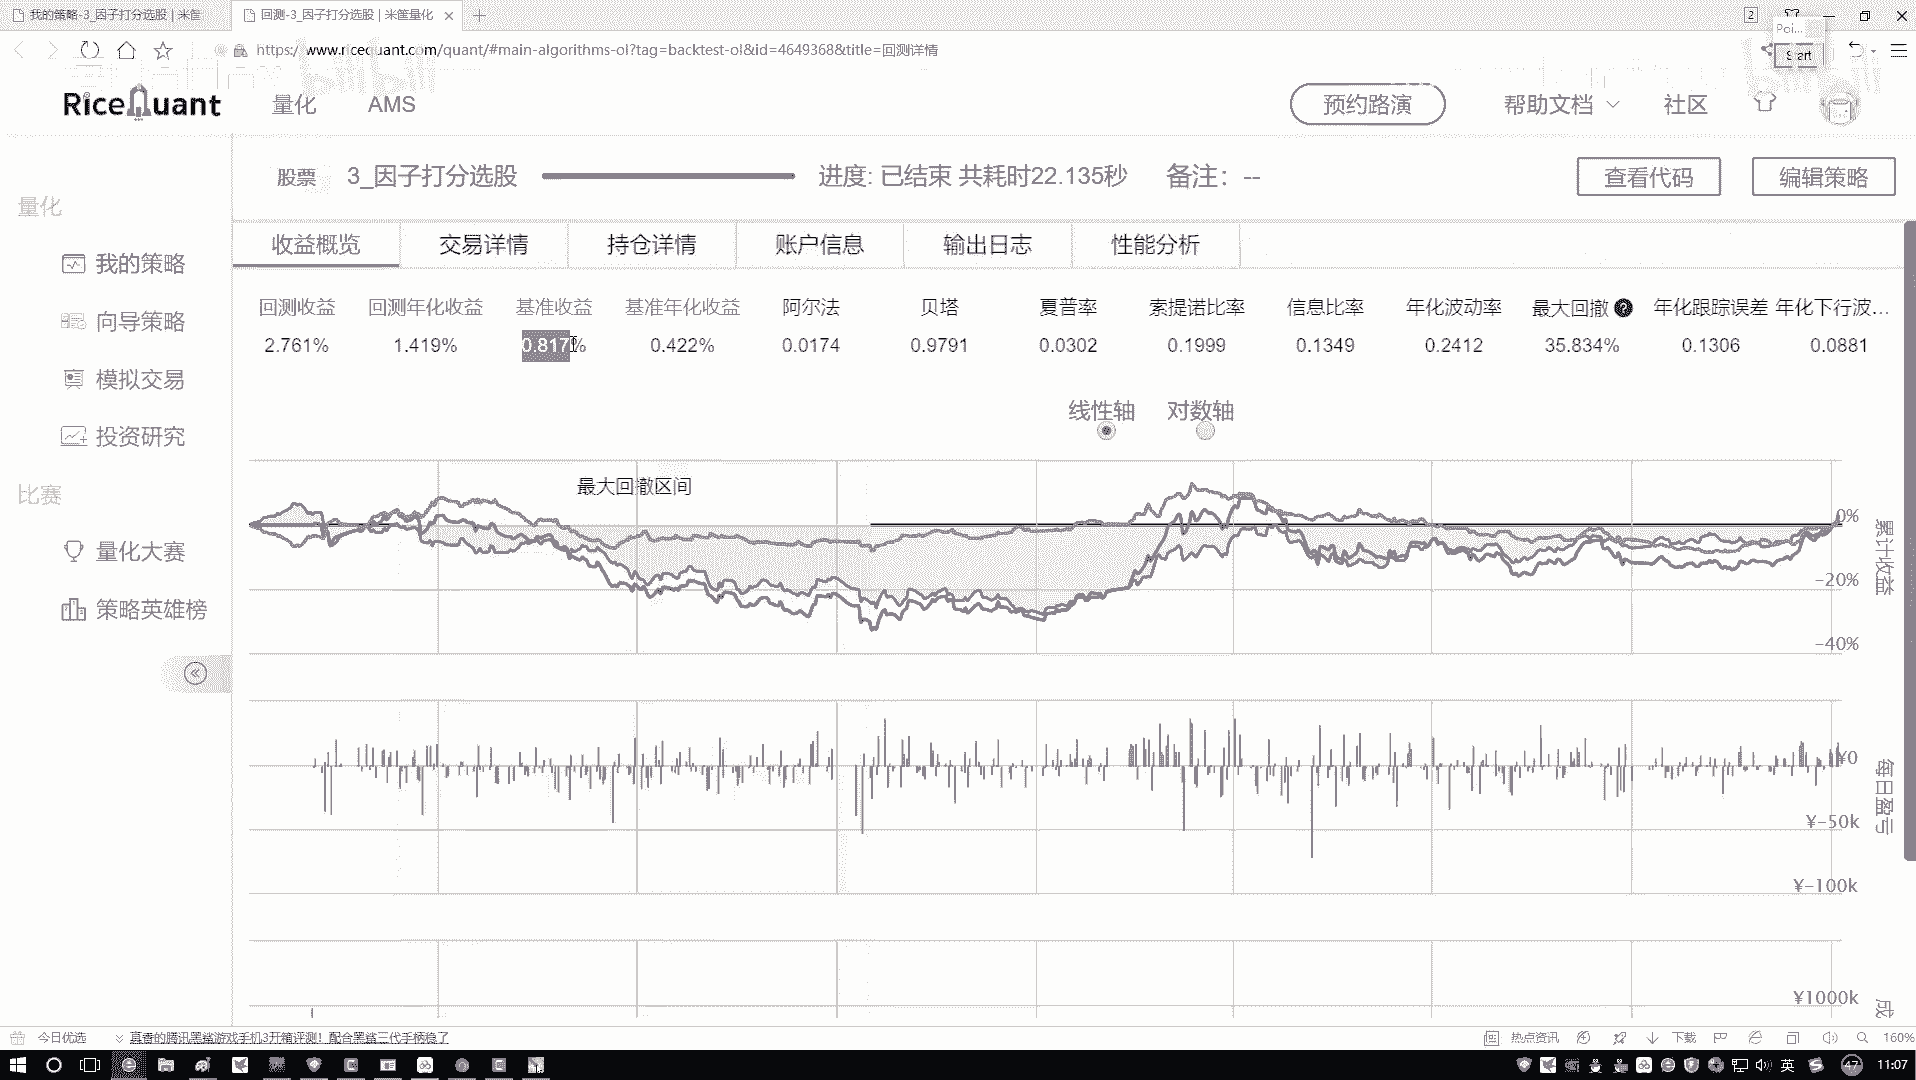 我的策略-3_因子打分选股 | 米筐
回测-3_因子打分选股 | 米筐量化
2
Poi...
https://www.ricequant.com/quant/#main-algorithms-ol?tag=backtest-ol&id=4649368&title=回测详情
Start
RiceQuant
量化
AMS
预约路演
帮助文档
社区
股票
3_因子打分选股
进度: 已结束 共耗时22.135秒
备注：--
查看代码
编辑策略
量化
我的策略
向导策略
模拟交易
投资研究
比赛
量化大赛
策略英雄榜
收益概览
交易详情
持仓详情
账户信息
输出日志
性能分析
回测收益 回测年化收益 基准收益 基准年化收益 阿尔法 贝塔 夏普率 索提诺比率 信息比率 年化波动率 最大回撤 年化跟踪误差 年化下行波...
2.761% 1.419% 0.817% 0.422% 0.0174 0.9791 0.0302 0.1999 0.1349 0.2412 35.834% 0.1306 0.0881
线性轴 对数轴
最大回撤区间
0%
-20%
-40%
累计收益
¥0
¥-50k
¥-100k
每日盈亏
¥1000k
成
今日优选
真香的腾讯黑鲨游戏手机3开箱评测！配合黑鲨三代手柄稳了
热点资讯
下载
160%
英
47
11:07